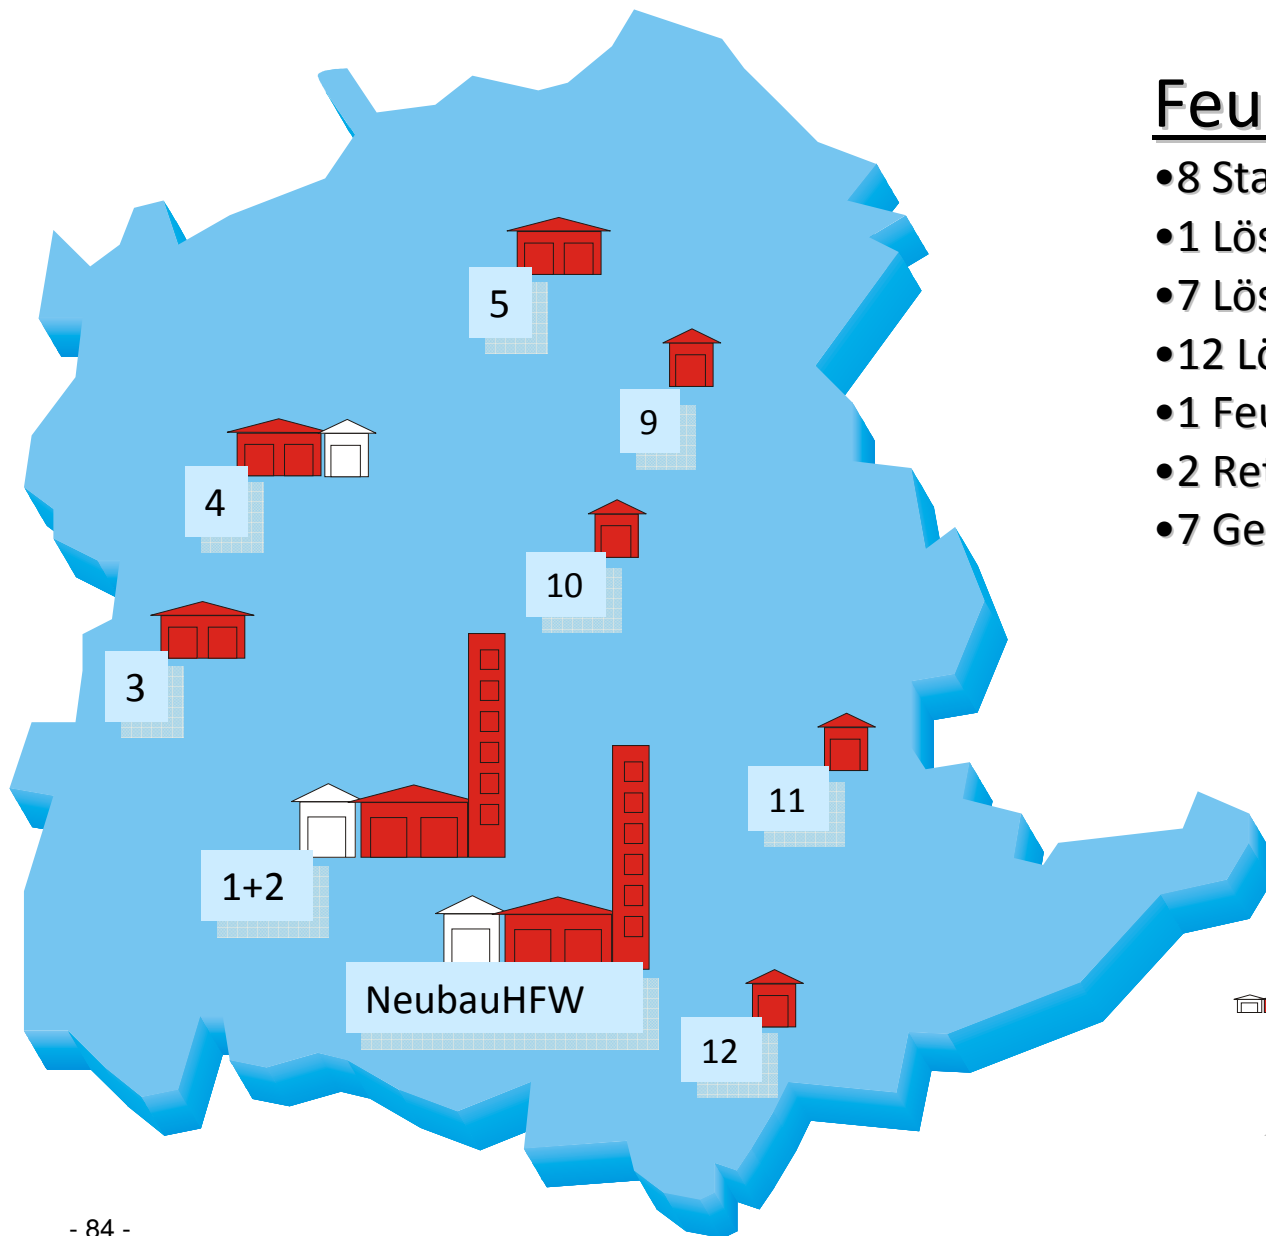 Feu
•8 Sta
•1 Lös
•7 Lös
•12 Lö
•1 Feu
•2 Ret
•7 Ge
5
9
4
10
3
11
1+2
NeubauHFW
12
- 84 -